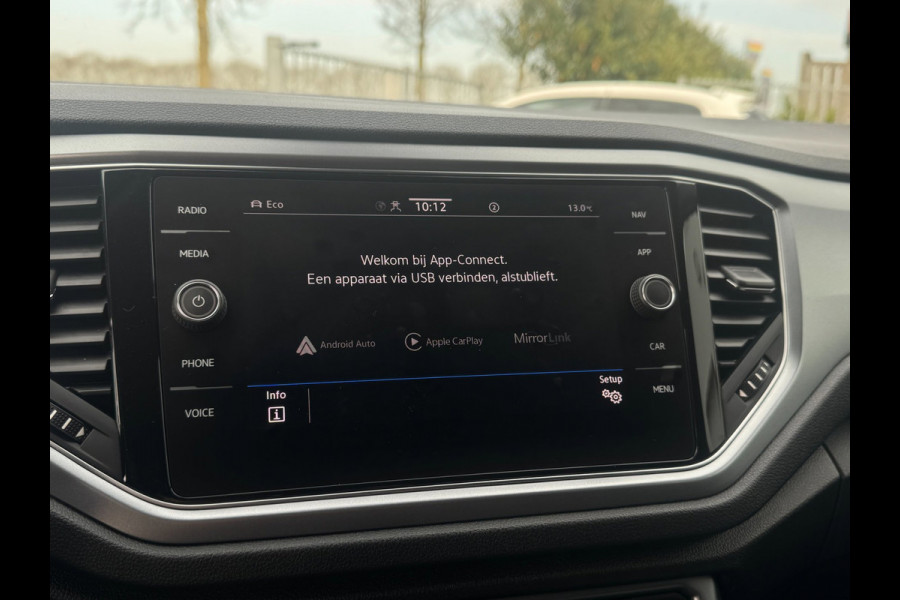 RADIO
MEDIA
PHONE
VOICE
Eco
10:12
2
13.0°C
NAV
APP
CAR
MENU
Welkom bij App-Connect.
Een apparaat via USB verbinden, alstublieft.
Android Auto
Apple CarPlay
MirrorLink
Info
i
Setup